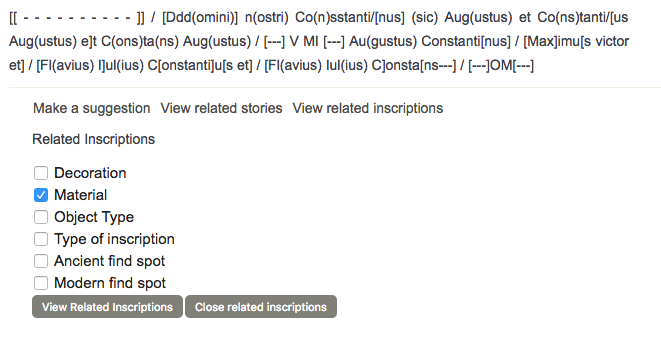 [[ - - - - - - - - - - ]] / [Ddd(omini)] n(ostri) Co(n)sstanti/[nus] (sic) Aug(ustus) et Co(ns)tanti/[us
Aug(ustus) e]t C(ons)ta(ns) Aug(ustus) / [---] V MI [---] Au(gustus) Constanti[nus] / [Max]imu[s victor
et] / [Fl(avius) I]ul(ius) C[onstanti]u[s et] / [Fl(avius) Iul(ius) C]onsta[ns---] / [---]OM[---]
Make a suggestion View related stories View related inscriptions
Related Inscriptions
Decoration
Material
Object Type
Type of inscription
Ancient find spot
Modern find spot
View Related Inscriptions Close related inscriptions